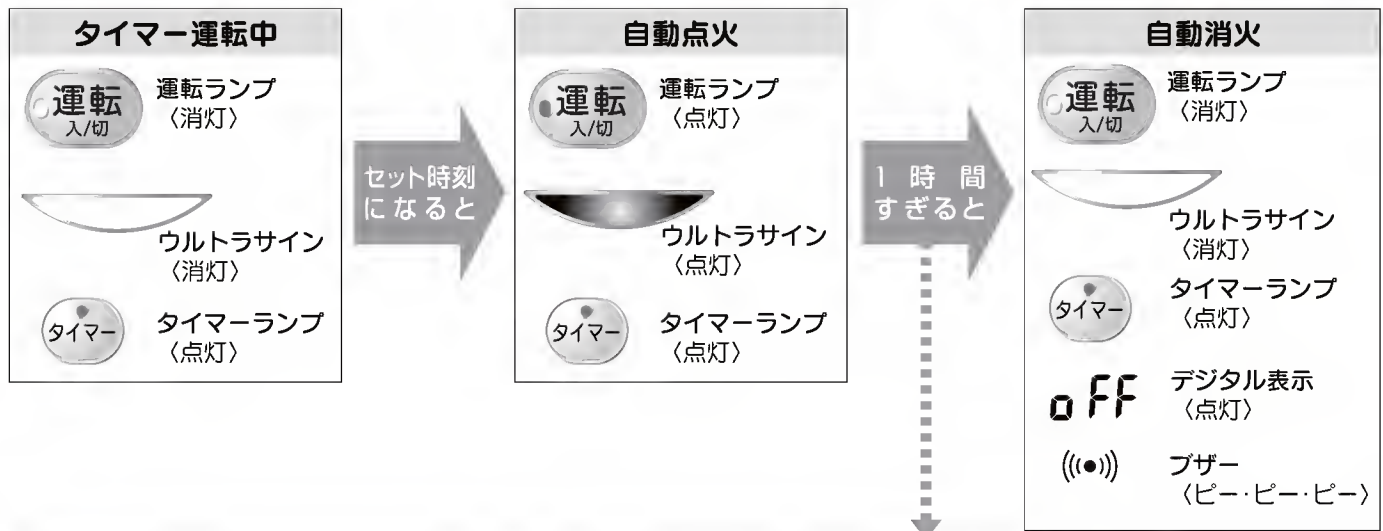 タイマー運転中
運転
入/切
運転ランプ
〈消灯〉
ウルトラサイン
〈消灯〉
タイマー
タイマーランプ
〈点灯〉
セット時刻
になると
自動点火
運転
入/切
運転ランプ
〈点灯〉
ウルトラサイン
〈点灯〉
タイマー
タイマーランプ
〈点灯〉
1時間
すぎると
自動消火
運転
入/切
運転ランプ
〈消灯〉
ウルトラサイン
〈消灯〉
タイマー
タイマーランプ
〈点灯〉
oFF
デジタル表示
〈点灯〉
ブザー
〈ピー・ピー・ピー〉